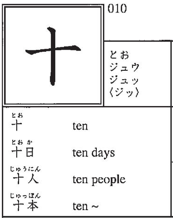 010
十
とお
ジュウ
ジュッ
〈ジッ〉
とお
十 ten
とおか
十日 ten days
じゅうにん
十人 ten people
じゅっぽん
十本 ten ~